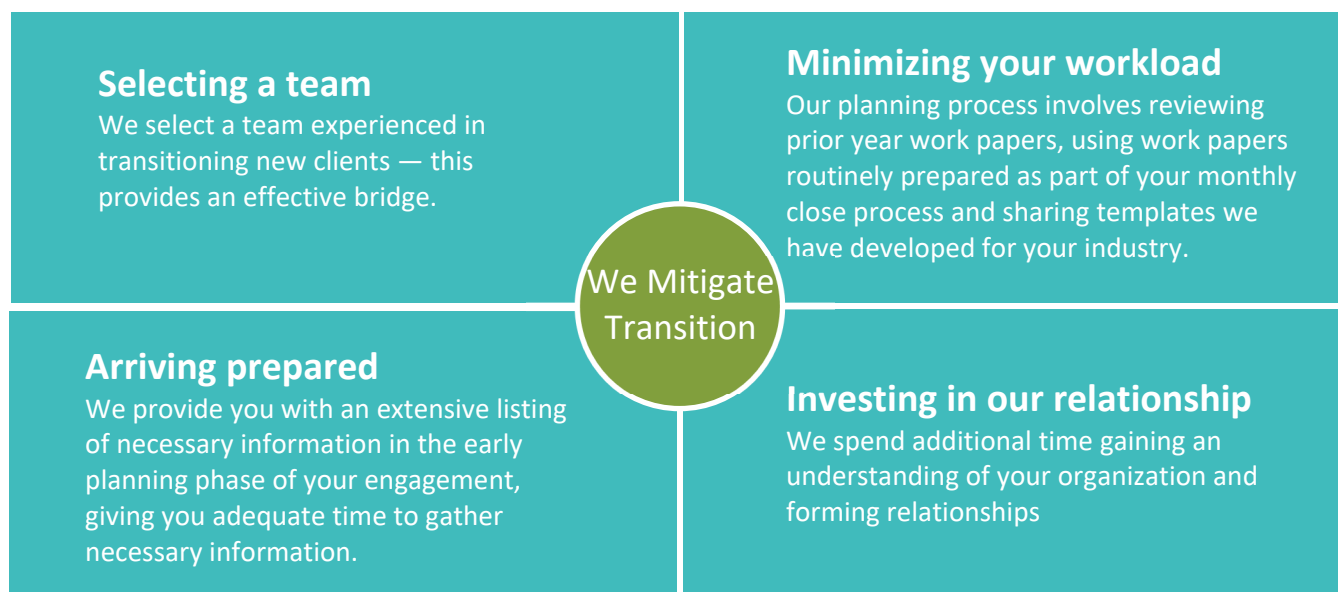 Selecting a team
We select a team experienced in
transitioning new clients — this
provides an effective bridge.
Minimizing your workload
Our planning process involves reviewing
prior year work papers, using work papers
routinely prepared as part of your monthly
close process and sharing templates we
have developed for your industry.
We Mitigate
Transition
Arriving prepared
We provide you with an extensive listing
of necessary information in the early
planning phase of your engagement,
giving you adequate time to gather
necessary information.
Investing in our relationship
We spend additional time gaining an
understanding of your organization and
forming relationships